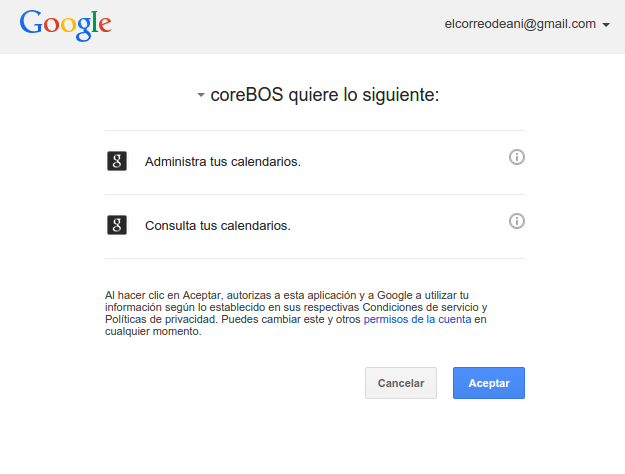 Google
elcorreodeani@gmail.com
coreBOS quiere lo siguiente:
g
Administra tus calendarios.
g
Consulta tus calendarios.
Al hacer clic en Aceptar, autorizas a esta aplicación y a Google a utilizar tu
información según lo establecido en sus respectivas Condiciones de servicio y
Políticas de privacidad. Puedes cambiar este y otros permisos de la cuenta en
cualquier momento.
Cancelar
Aceptar